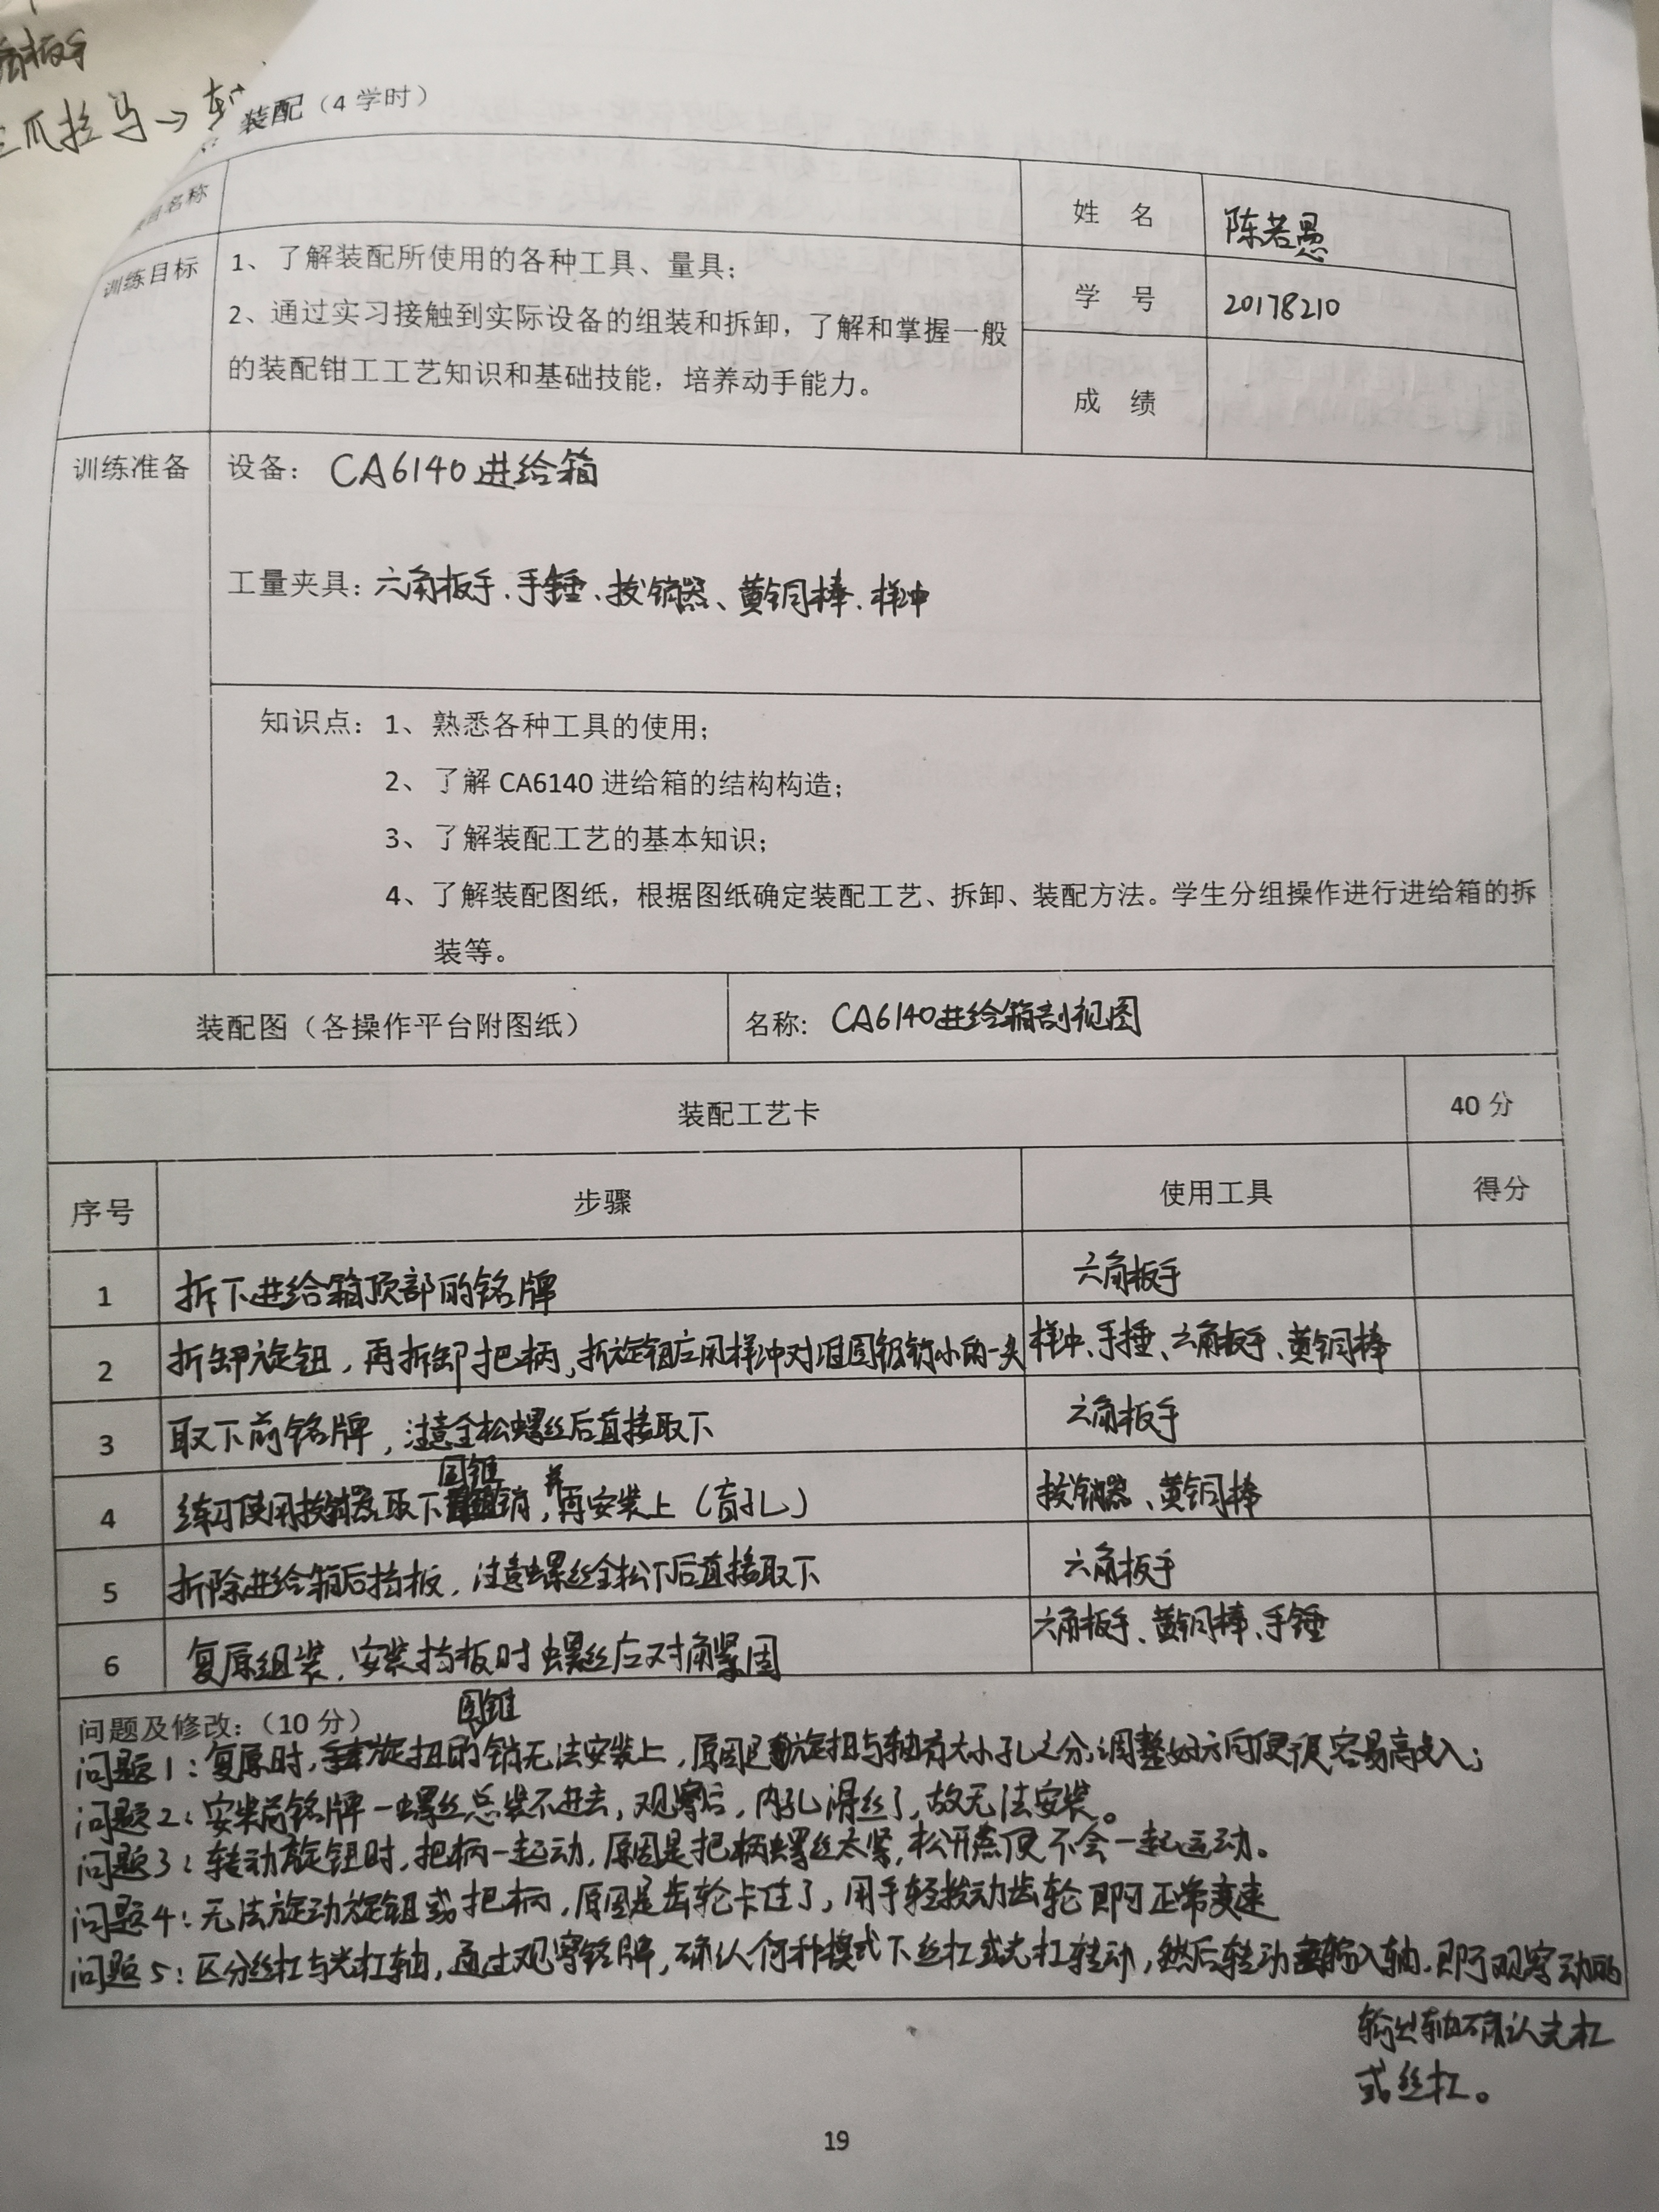 板手
爪拉马→
装配（4学时）
名称
姓 名
陈若愚
训练目标
1、了解装配所使用的各种工具、量具；
学 号
20178210
2、通过实习接触到实际设备的组装和拆卸，了解和掌握一般
的装配钳工工艺知识和基础技能，培养动手能力。
成 绩
训练准备
设备： CA6140进给箱
工量夹具：六角板手、手锤、拔销器、黄铜棒、样冲
知识点：1、熟悉各种工具的使用；
2、了解 CA6140 进给箱的结构构造；
3、了解装配工艺的基本知识；
4、了解装配图纸，根据图纸确定装配工艺、拆卸、装配方法。学生分组操作进行进给箱的拆
装等。
装配图（各操作平台附图纸）
名称： CA6140进给箱剖视图
装配工艺卡
40 分
序号 步骤 使用工具 得分
1 拆下进给箱顶部的铭牌 六角板手
2 拆卸旋钮，再拆卸把柄，拆旋钮应用样冲对准圆锥销小的一头 样冲、手捶、六角板手、黄铜棒
3 取下前铭牌，注意全松螺丝后直接取下 六角板手
4 练习使用拔销器取下圆锥销，并再安装上（盲孔） 拔销器、黄铜棒
5 拆除进给箱后挡板，注意螺丝全松下后直接取下 六角板手
6 复原组装，安装挡板时螺丝应对角紧固 六角板手、黄铜棒、手锤
问题及修改：（10 分）
问题1：复原时，旋扭的圆锥销无法安装上，原因是旋扭与轴有大小孔之分，调整好方向便很容易高效入；
问题2：安装前铭牌一螺丝总装不进去，观察后，内孔滑丝了，故无法安装。
问题3：转动旋钮时，把柄一起动，原因是把柄螺丝太紧，松开点便不会一起运动。
问题4：无法旋动旋钮或把柄，原因是齿轮卡住了，用手轻拨动齿轮即可正常变速
问题5：区分丝杠与光杠轴，通过观察铭牌，确认何种模式下丝杠或光杠转动，然后转动输入轴，即可观察动的
输出轴确认光杠
或丝杠。
19